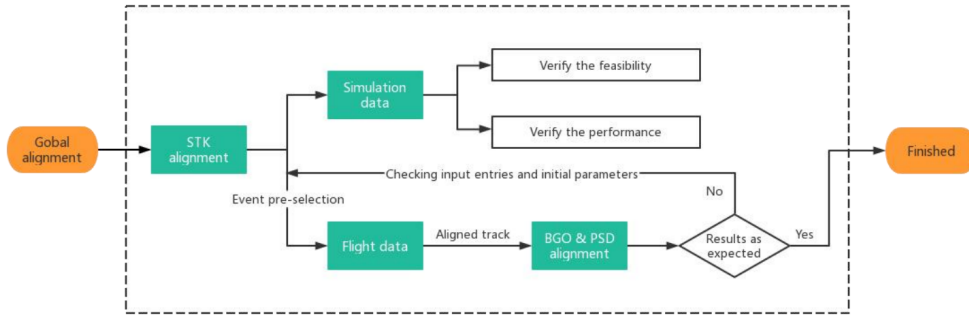 Gobal
alignment
STK
alignment
Simulation
data
Verify the feasibility
Verify the performance
Checking input entries and initial parameters
Event pre-selection
Flight data
Aligned track
BGO & PSD
alignment
Results as
expected
No
Yes
Finished